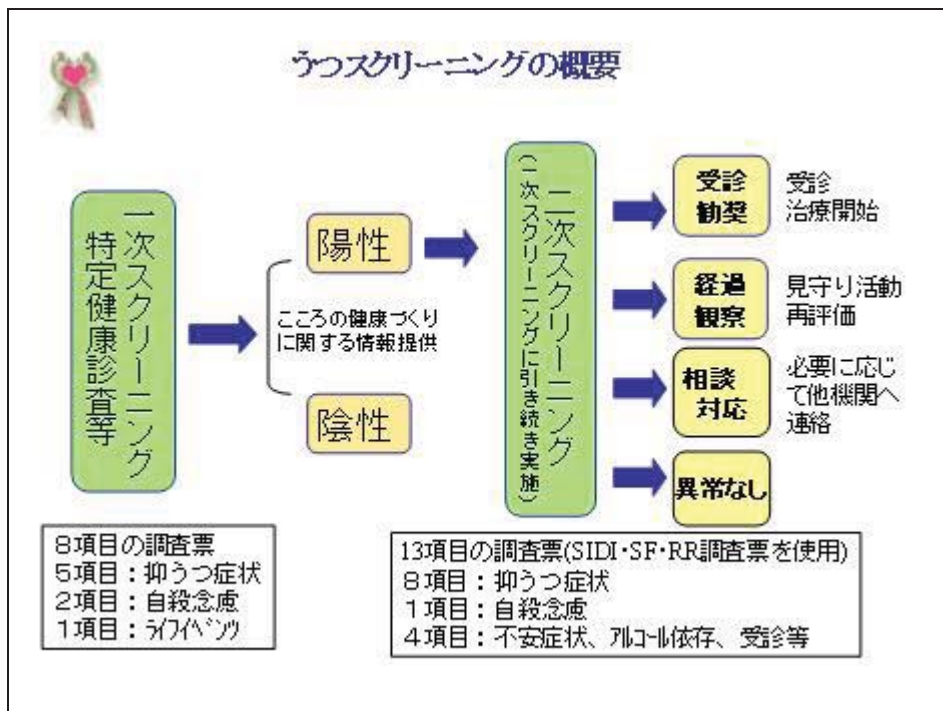 うつスクリーニングの概要
一次スクリーニング
特定健康診査等
陽性
こころの健康づくり
に関する情報提供
陰性
二次スクリーニング
(一次スクリーニングに引き続き実施)
受診
勧奨
受診
治療開始
経過
観察
見守り活動
再評価
相談
対応
必要に応じ
て他機関へ
連絡
異常なし
8項目の調査票
5項目:抑うつ症状
2項目:自殺念慮
1項目:ライフイベンツ
13項目の調査票(SIDI・SF・RR調査票を使用)
8項目:抑うつ症状
1項目:自殺念慮
4項目:不安症状、アルコール依存、受診等